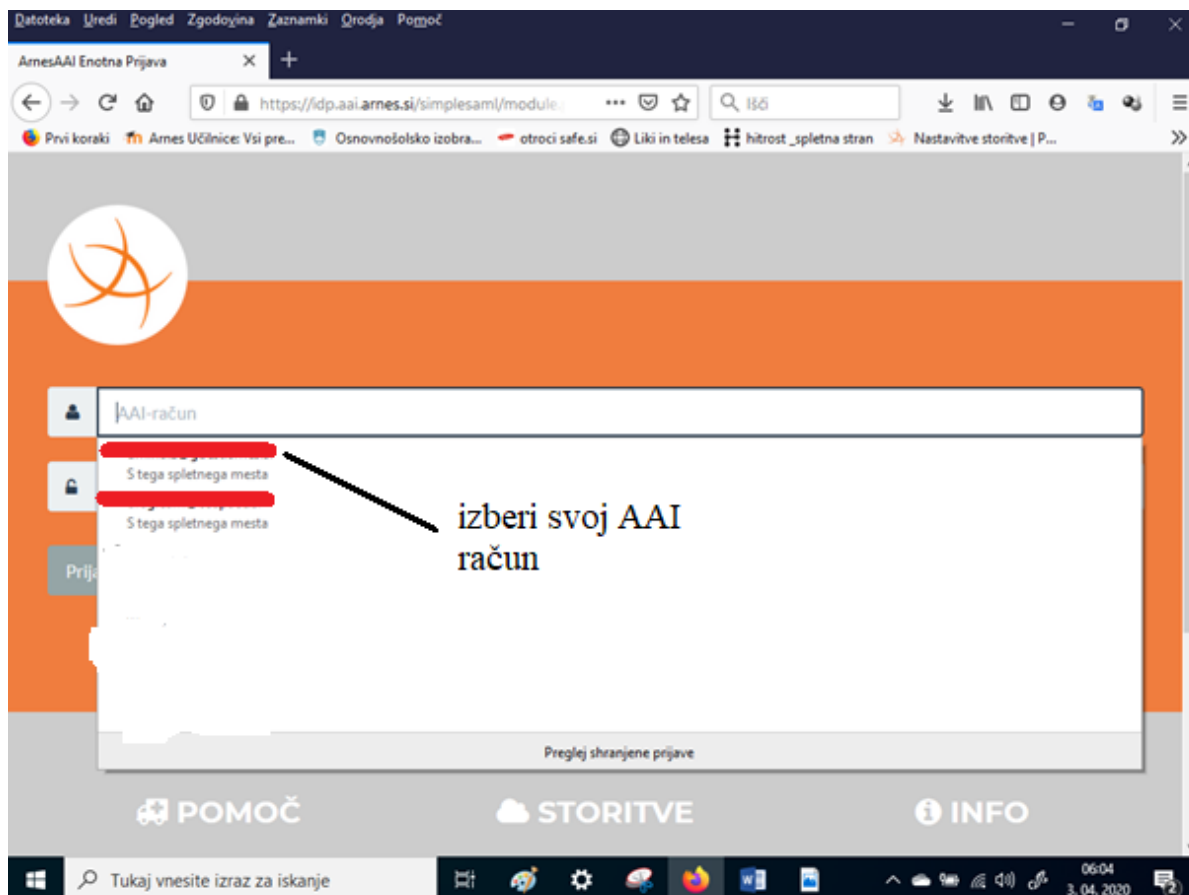 Datoteka Uredi Pogled Zgodovina Zaznamki Orodja Pomoč
ArnesAAI Enotna Prijava
https://idp.aai.arnes.si/simplesaml/module.
Išči
Prvi koraki Arnes Učilnice: Vsi pre... Osnovnošolsko izobra... otroci safe.si Liki in telesa hitrost _spletna stran Nastavitve storitve | P...
AAI-račun
S tega spletnega mesta
S tega spletnega mesta
izberi svoj AAI
račun
Prija
Preglej shranjene prijave
POMOČ STORITVE INFO
Tukaj vnesite izraz za iskanje
06:04
3. 04. 2020